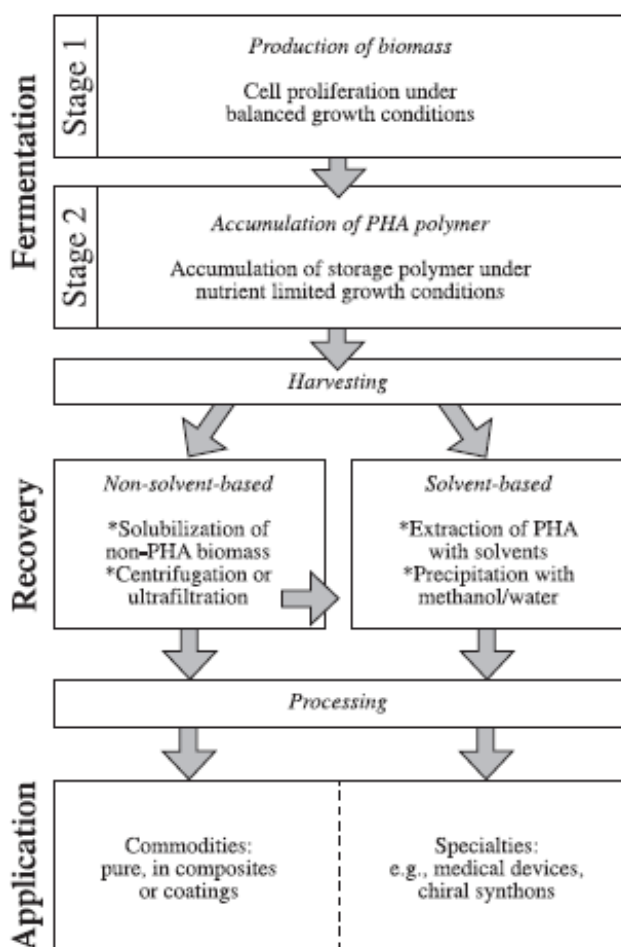 Fermentation
Stage 1
Production of biomass
Cell proliferation under
balanced growth conditions
Stage 2
Accumulation of PHA polymer
Accumulation of storage polymer under
nutrient limited growth conditions
Harvesting
Recovery
Non-solvent-based
*Solubilization of
non-PHA biomass
*Centrifugation or
ultrafiltration
Solvent-based
*Extraction of PHA
with solvents
*Precipitation with
methanol/water
Processing
Application
Commodities:
pure, in composites
or coatings
Specialties:
e.g., medical devices,
chiral synthons